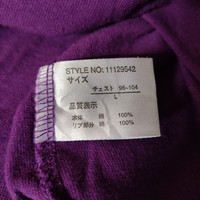 STYLE NO: 11129542
サイズ
チェスト 96-104
L
品質表示
本体 綿 100%
リブ部分 綿 100%